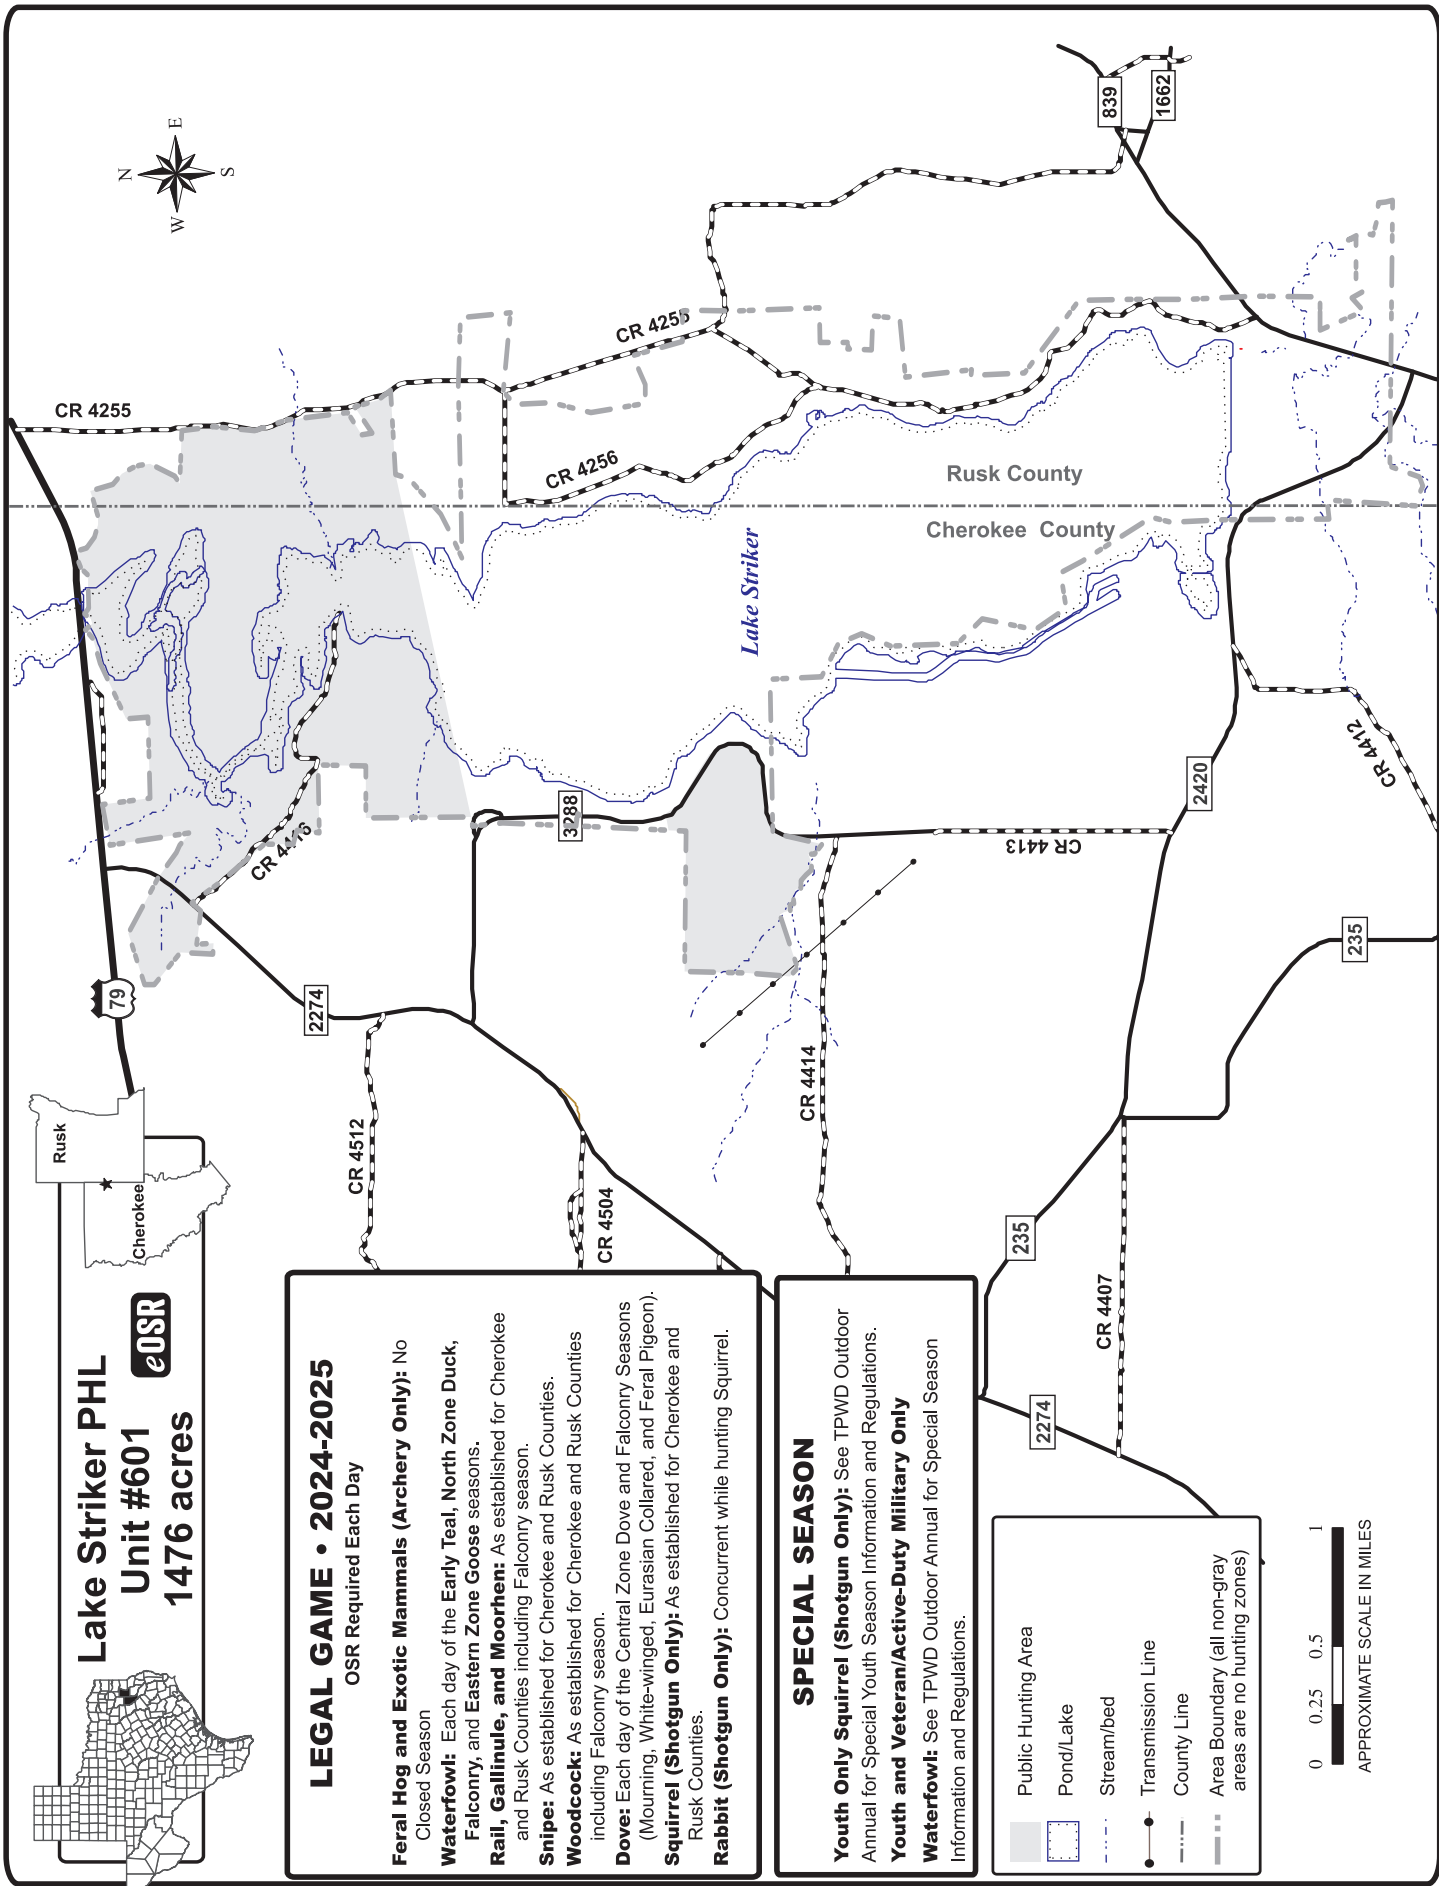 Lake Striker PHL
Unit #601
1476 acres
eOSR
Rusk
Cherokee
LEGAL GAME • 2024-2025
OSR Required Each Day
Feral Hog and Exotic Mammals (Archery Only): No
Closed Season
Waterfowl: Each day of the Early Teal, North Zone Duck,
Falconry, and Eastern Zone Goose seasons.
Rail, Gallinule, and Moorhen: As established for Cherokee
and Rusk Counties including Falconry season.
Snipe: As established for Cherokee and Rusk Counties.
Woodcock: As established for Cherokee and Rusk Counties
including Falconry season.
Dove: Each day of the Central Zone Dove and Falconry Seasons
(Mourning, White-winged, Eurasian Collared, and Feral Pigeon).
Squirrel (Shotgun Only): As established for Cherokee and
Rusk Counties.
Rabbit (Shotgun Only): Concurrent while hunting Squirrel.
SPECIAL SEASON
Youth Only Squirrel (Shotgun Only): See TPWD Outdoor
Annual for Special Youth Season Information and Regulations.
Youth and Veteran/Active-Duty Military Only
Waterfowl: See TPWD Outdoor Annual for Special Season
Information and Regulations.
Public Hunting Area
Pond/Lake
Stream/bed
Transmission Line
County Line
Area Boundary (all non-gray
areas are no hunting zones)
0 0.25 0.5 1
APPROXIMATE SCALE IN MILES
79
2274
CR 4512
CR 4504
CR 4416
3288
CR 4414
CR 4413
235
CR 4407
2274
2420
235
CR 4412
Lake Striker
Cherokee County
Rusk County
CR 4255
CR 4256
CR 4255
839
1662
N
E
S
W